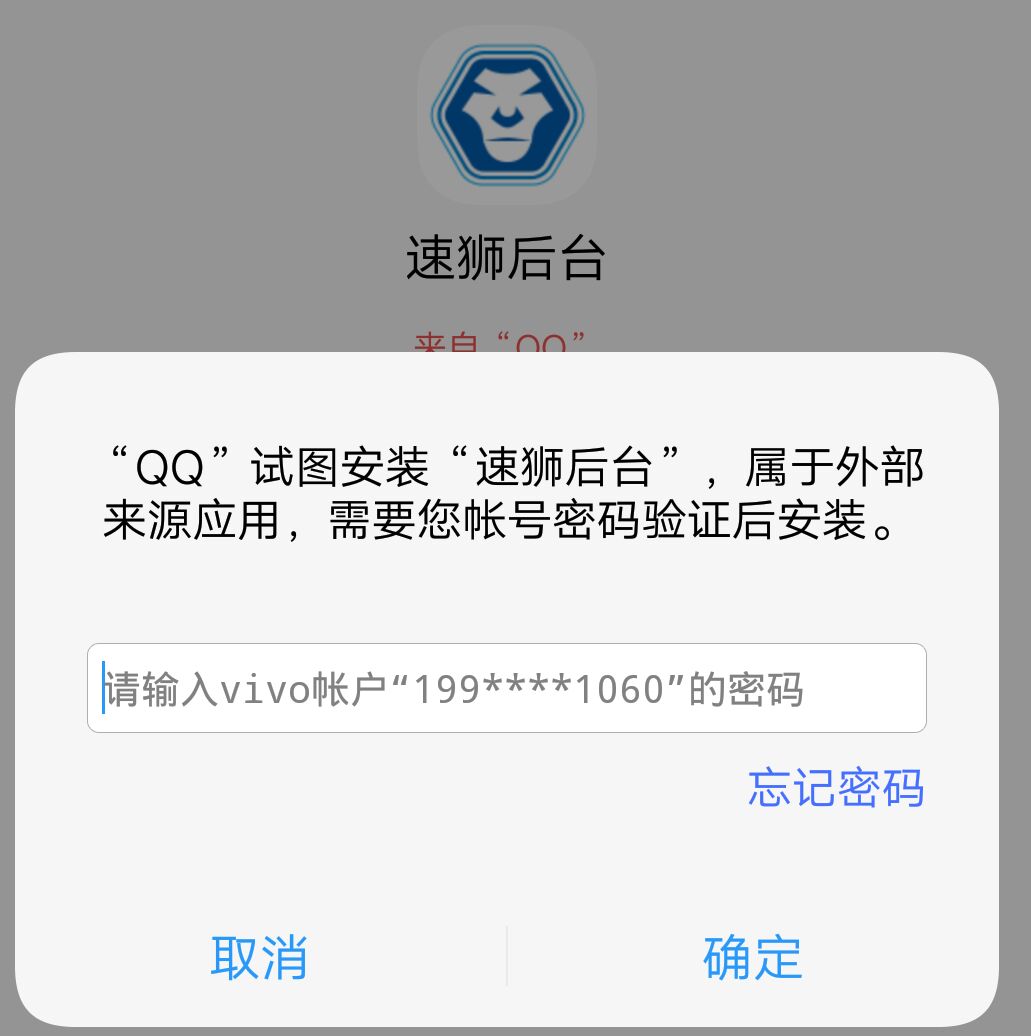 速狮后台
来自“QQ”
“QQ”试图安装“速狮后台”，属于外部
来源应用，需要您帐号密码验证后安装。
请输入vivo帐户“199****1060”的密码
忘记密码
取消
确定